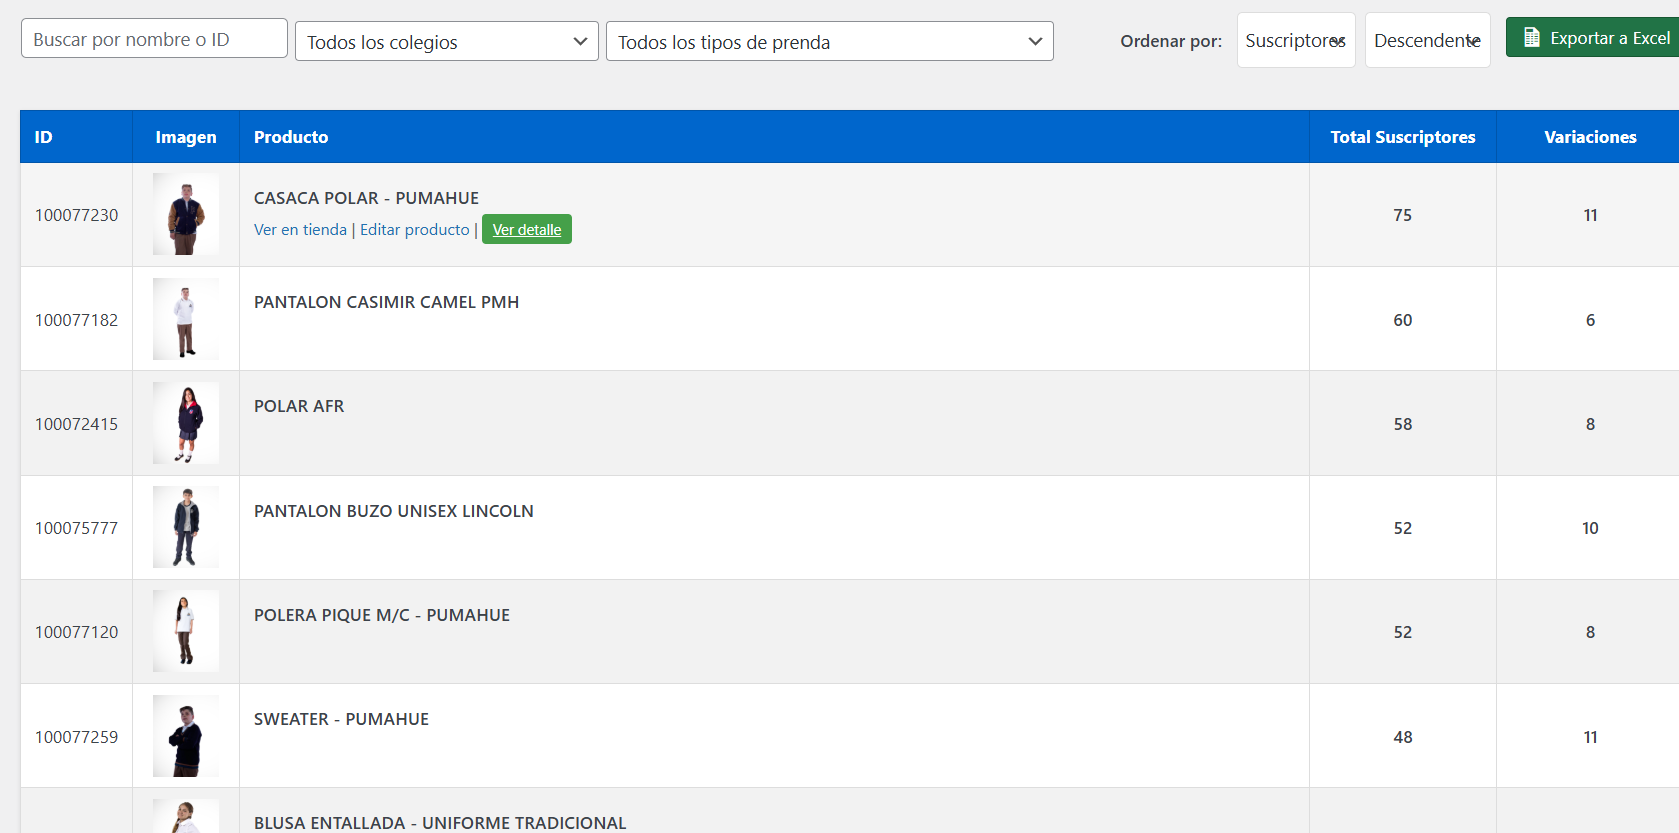 Buscar por nombre o ID
Todos los colegios
Todos los tipos de prenda
Ordenar por:
Suscriptores
Descendente
Exportar a Excel
ID Imagen Producto Total Suscriptores Variaciones
100077230 CASACA POLAR - PUMAHUE 75 11
Ver en tienda | Editar producto | Ver detalle
100077182 PANTALON CASIMIR CAMEL PMH 60 6
100072415 POLAR AFR 58 8
100075777 PANTALON BUZO UNISEX LINCOLN 52 10
100077120 POLERA PIQUE M/C - PUMAHUE 52 8
100077259 SWEATER - PUMAHUE 48 11
BLUSA ENTALLADA - UNIFORME TRADICIONAL